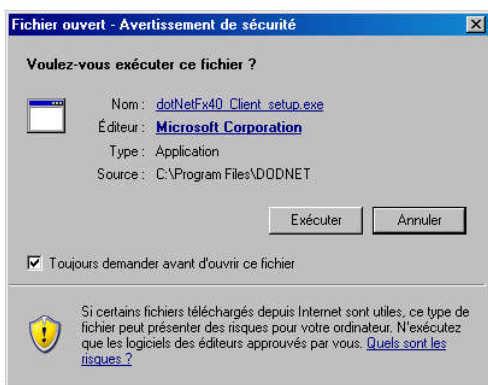 Fichier ouvert - Avertissement de sécurité
Voulez-vous exécuter ce fichier ?
Nom : dotNetFx40_Client_setup.exe
Éditeur : Microsoft Corporation
Type : Application
Source : C:\Program Files\DODNET
Exécuter Annuler
Toujours demander avant d'ouvrir ce fichier
Si certains fichiers téléchargés depuis Internet sont utiles, ce type de
fichier peut présenter des risques pour votre ordinateur. N'exécutez
que les logiciels des éditeurs approuvés par vous. Quels sont les
risques ?